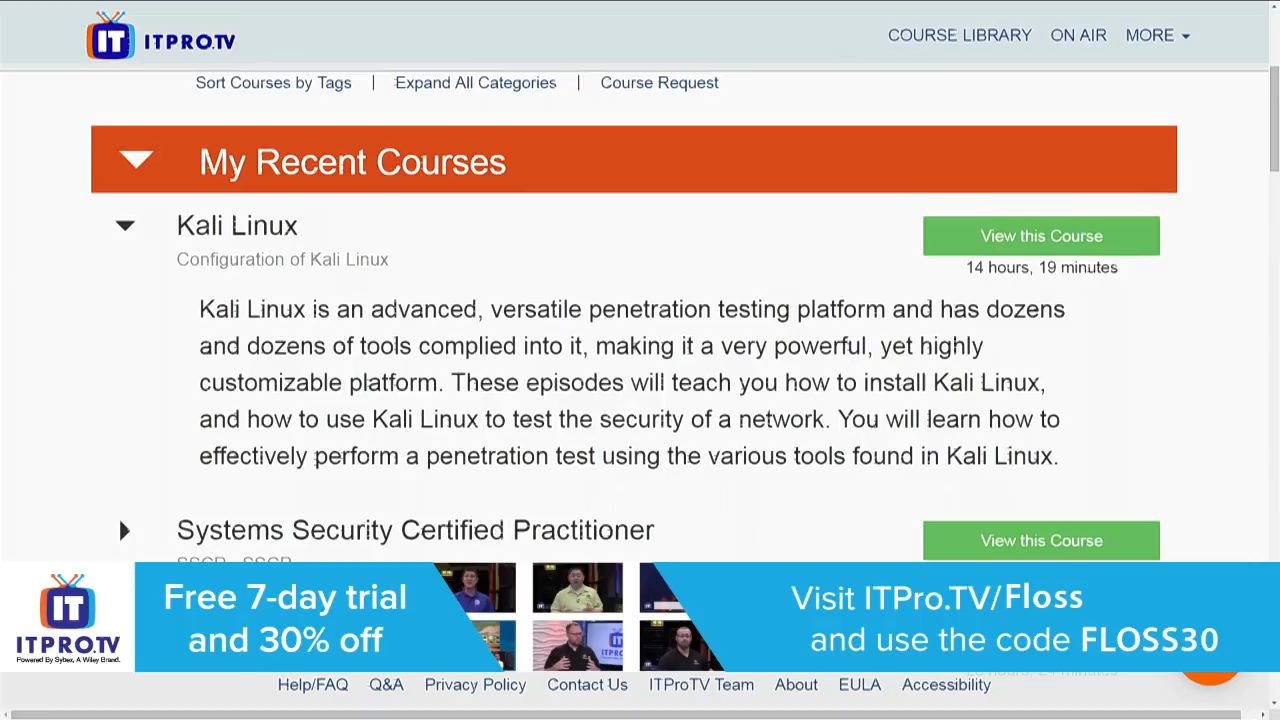 IT ITPRO.TV
COURSE LIBRARY ON AIR MORE
Sort Courses by Tags | Expand All Categories | Course Request
My Recent Courses
Kali Linux
Configuration of Kali Linux
View this Course
14 hours, 19 minutes
Kali Linux is an advanced, versatile penetration testing platform and has dozens
and dozens of tools complied into it, making it a very powerful, yet highly
customizable platform. These episodes will teach you how to install Kali Linux,
and how to use Kali Linux to test the security of a network. You will learn how to
effectively perform a penetration test using the various tools found in Kali Linux.
Systems Security Certified Practitioner
View this Course
SSCP - SSCP
IT
ITPRO.TV
Powered By Sybex, A Wiley Brand.
Free 7-day trial
and 30% off
Visit ITPro.TV/Floss
and use the code FLOSS30
Help/FAQ Q&A Privacy Policy Contact Us ITProTV Team About EULA Accessibility